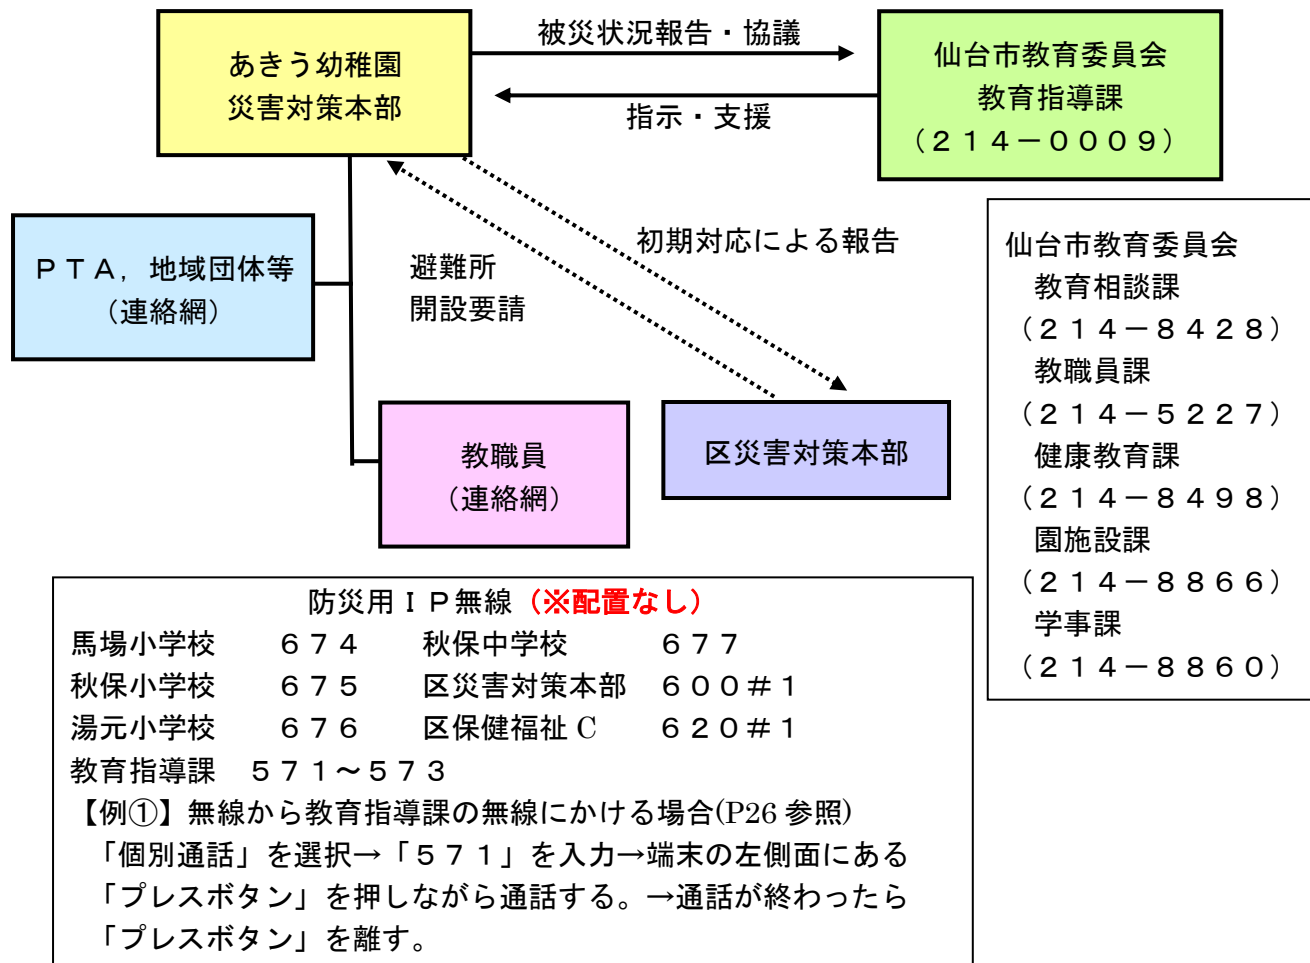 あきう幼稚園
災害対策本部
被災状況報告・協議
指示・支援
仙台市教育委員会
教育指導課
（２１４－０００９）
ＰＴＡ，地域団体等
（連絡網）
避難所
開設要請
初期対応による報告
教職員
（連絡網）
区災害対策本部
仙台市教育委員会
教育相談課
（２１４－８４２８）
教職員課
（２１４－５２２７）
健康教育課
（２１４－８４９８）
園施設課
（２１４－８８６６）
学事課
（２１４－８８６０）
防災用ＩＰ無線（※配置なし）
馬場小学校　　６７４　　秋保中学校　　　６７７
秋保小学校　　６７５　　区災害対策本部　６００＃１
湯元小学校　　６７６　　区保健福祉 C　　６２０＃１
教育指導課　５７１～５７３
【例①】無線から教育指導課の無線にかける場合(P26 参照)
「個別通話」を選択→「５７１」を入力→端末の左側面にある
「プレスボタン」を押しながら通話する。→通話が終わったら
「プレスボタン」を離す。